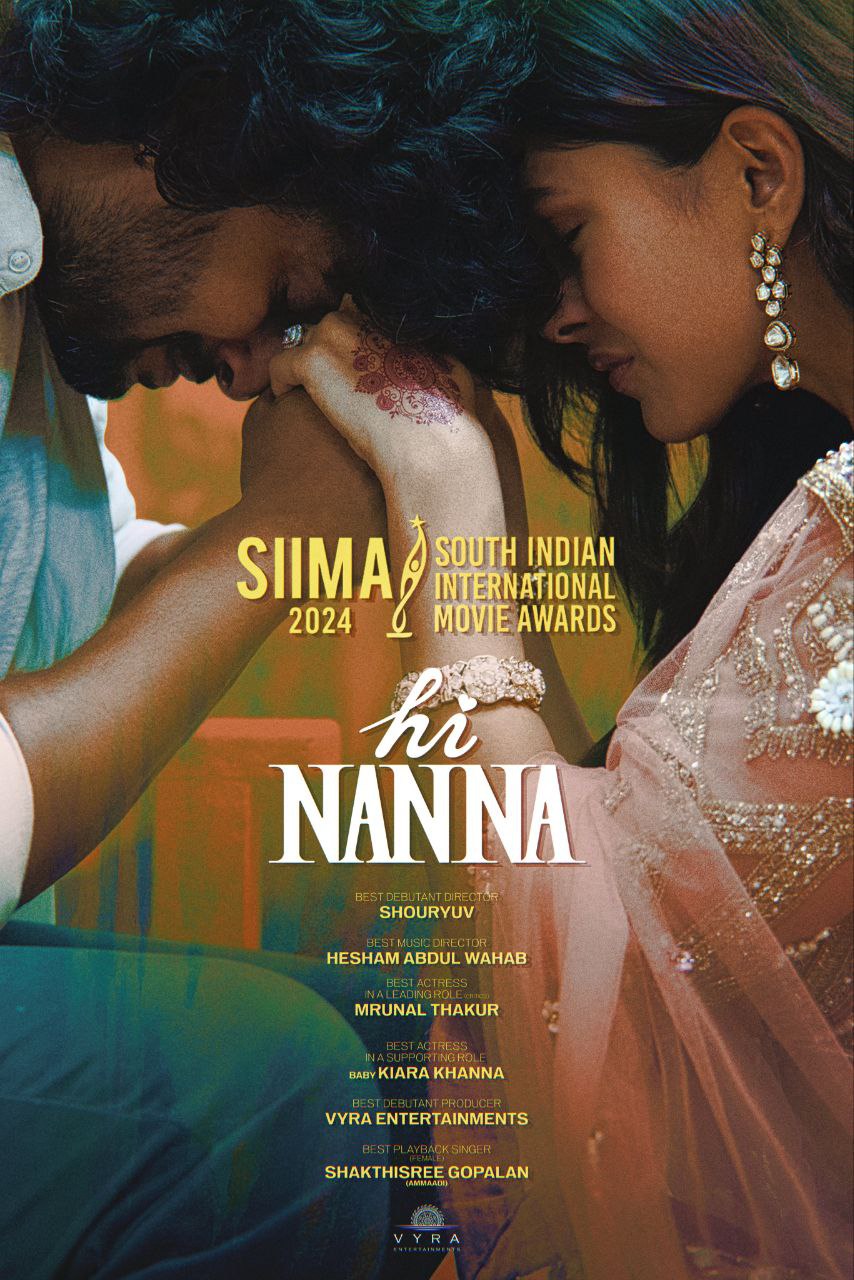 SIIMA
2024
SOUTH INDIAN
INTERNATIONAL
MOVIE AWARDS
hi
NANNA
BEST DEBUTANT DIRECTOR
SHOURYUV
BEST MUSIC DIRECTOR
HESHAM ABDUL WAHAB
BEST ACTRESS
IN A LEADING ROLE (CRITICS)
MRUNAL THAKUR
BEST ACTRESS
IN A SUPPORTING ROLE
BABY KIARA KHANNA
BEST DEBUTANT PRODUCER
VYRA ENTERTAINMENTS
BEST PLAYBACK SINGER
(FEMALE)
SHAKTHISREE GOPALAN
(AMMAADI)
VYRA
ENTERTAINMENTS